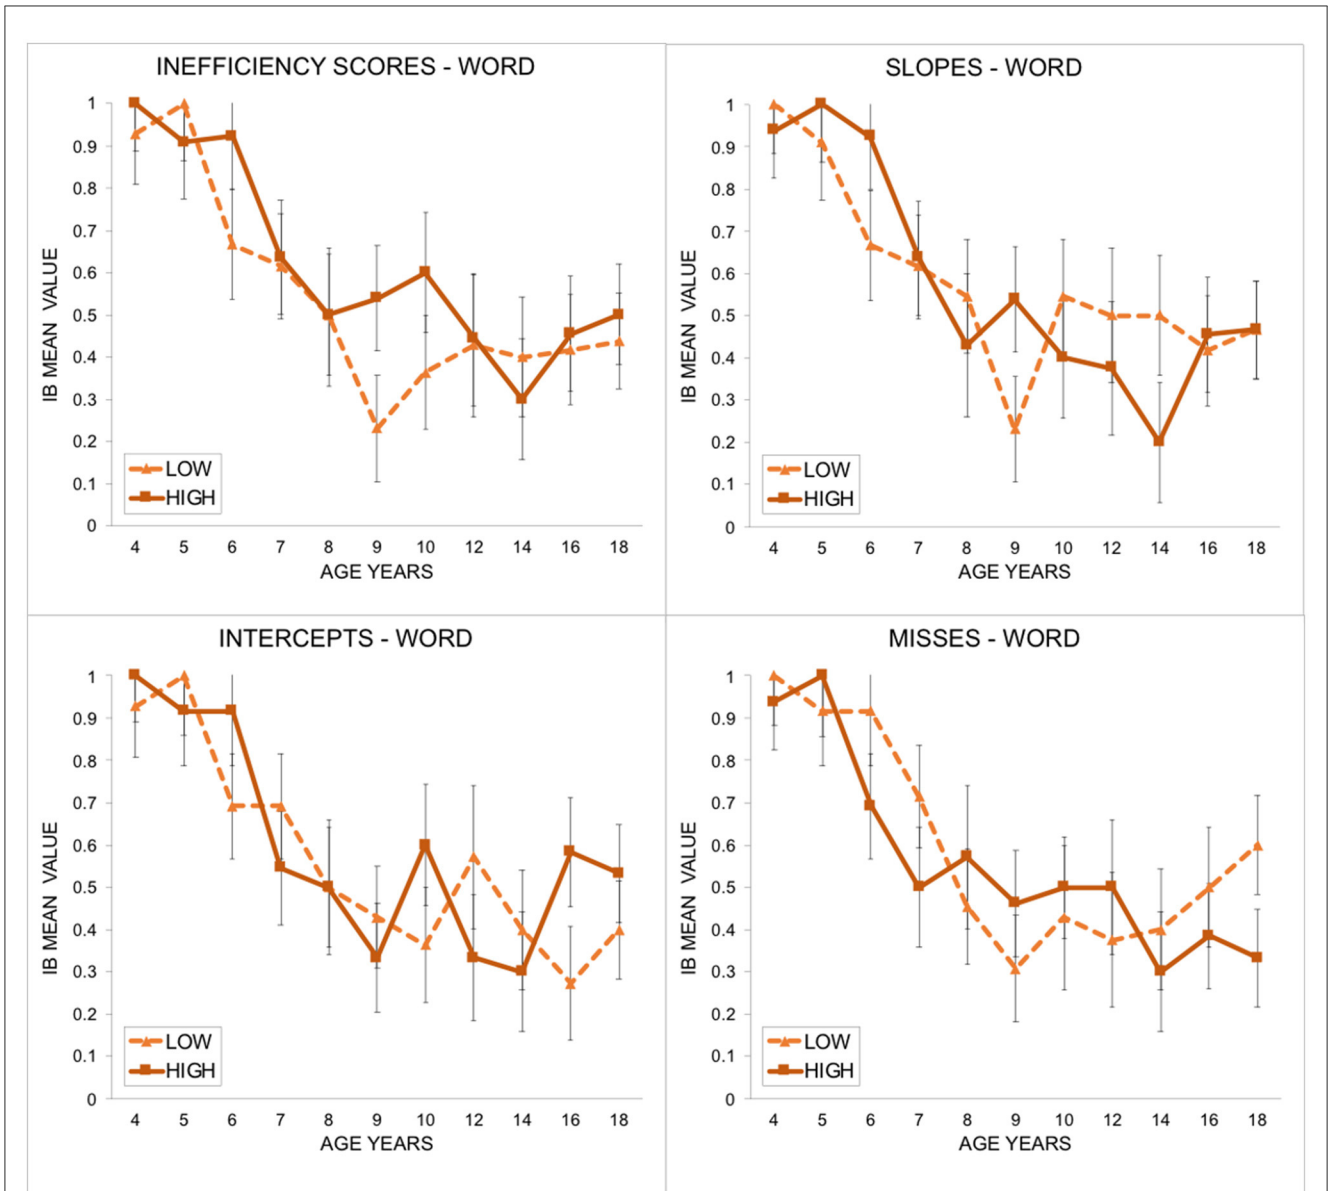 INEFFICIENCY SCORES - WORD
IB MEAN VALUE
1
0.9
0.8
0.7
0.6
0.5
0.4
0.3
0.2
0.1
0
LOW
HIGH
4 5 6 7 8 9 10 12 14 16 18
AGE YEARS
SLOPES - WORD
IB MEAN VALUE
1
0.9
0.8
0.7
0.6
0.5
0.4
0.3
0.2
0.1
0
LOW
HIGH
4 5 6 7 8 9 10 12 14 16 18
AGE YEARS
INTERCEPTS - WORD
IB MEAN VALUE
1
0.9
0.8
0.7
0.6
0.5
0.4
0.3
0.2
0.1
0
LOW
HIGH
4 5 6 7 8 9 10 12 14 16 18
AGE YEARS
MISSES - WORD
IB MEAN VALUE
1
0.9
0.8
0.7
0.6
0.5
0.4
0.3
0.2
0.1
0
LOW
HIGH
4 5 6 7 8 9 10 12 14 16 18
AGE YEARS